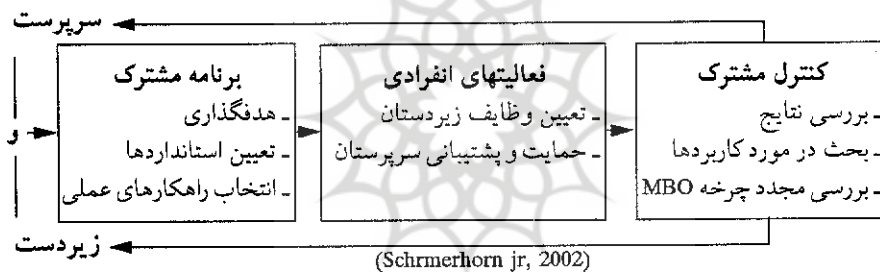 سرپرست
و
زیردست
برنامه مشترک
ـ هدفگذاری
ـ تعیین استانداردها
ـ انتخاب راهکارهای عملی
فعالیتهای انفرادی
ـ تعیین وظایف زیردستان
ـ حمایت و پشتیبانی سرپرستان
کنترل مشترک
ـ بررسی نتایج
ـ بحث در مورد کاربردها
ـ بررسی مجدد چرخه MBO
(Schrmerhorn jr, 2002)